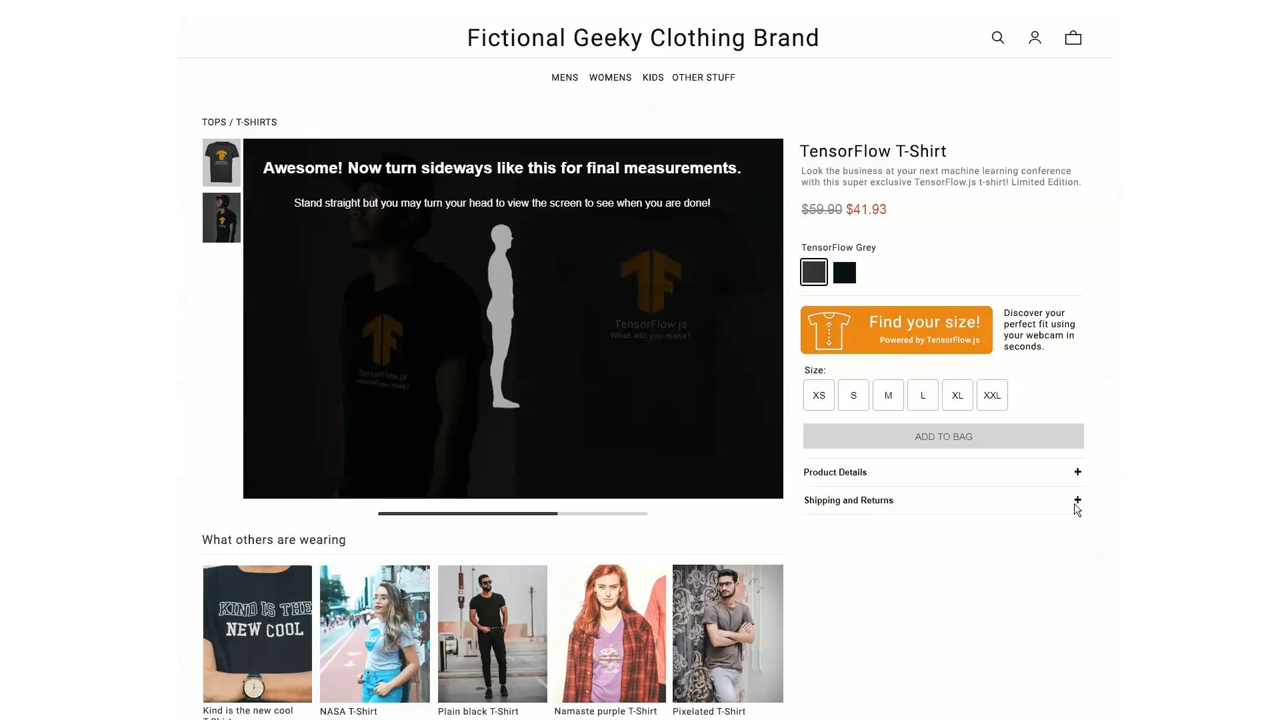 Fictional Geeky Clothing Brand
MENS WOMENS KIDS OTHER STUFF
TOPS / T-SHIRTS
Awesome! Now turn sideways like this for final measurements.
Stand straight but you may turn your head to view the screen to see when you are done!
TensorFlow.js
TensorFlow.js
What will you make?
TensorFlow T-Shirt
Look the business at your next machine learning conference
with this super exclusive TensorFlow.js t-shirt! Limited Edition.
$59.90 $41.93
TensorFlow Grey
Find your size!
Powered by TensorFlow.js
Discover your
perfect fit using
your webcam in
seconds.
Size:
XS S M L XL XXL
ADD TO BAG
Product Details
Shipping and Returns
What others are wearing
KIND IS THE
NEW COOL
Kind is the new cool
NASA T-Shirt
Plain black T-Shirt
Namaste purple T-Shirt
Pixelated T-Shirt